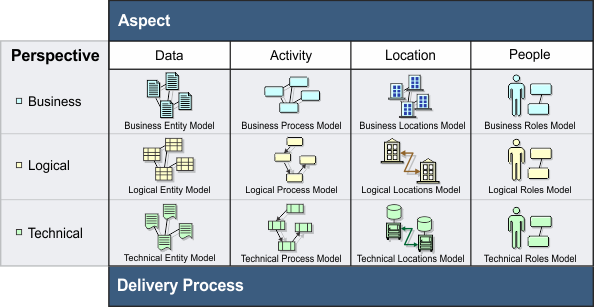 Aspect
Perspective
Data Activity Location People
Business
Business Entity Model Business Process Model Business Locations Model Business Roles Model
Logical
Logical Entity Model Logical Process Model Logical Locations Model Logical Roles Model
Technical
Technical Entity Model Technical Process Model Technical Locations Model Technical Roles Model
Delivery Process